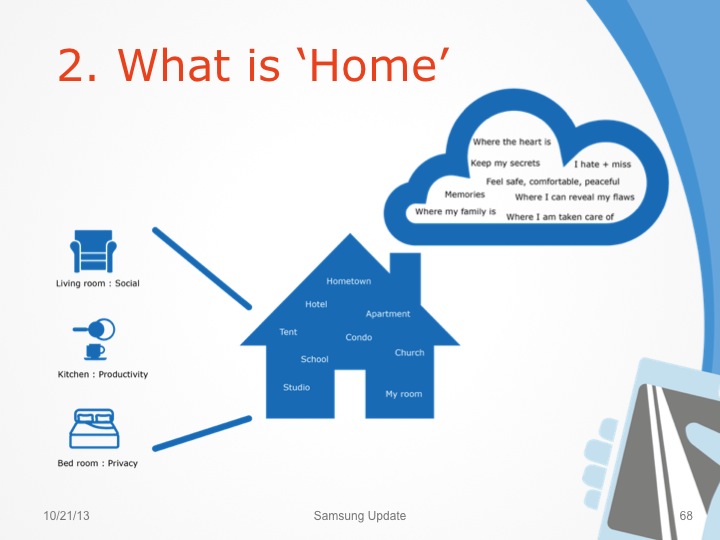 2. What is ‘Home’
Where the heart is
Keep my secrets
I hate + miss
Feel safe, comfortable, peaceful
Memories
Where I can reveal my flaws
Where my family is
Where I am taken care of
Living room : Social
Kitchen : Productivity
Bed room : Privacy
Hometown
Hotel
Apartment
Tent
Condo
School
Church
Studio
My room
10/21/13
Samsung Update
68